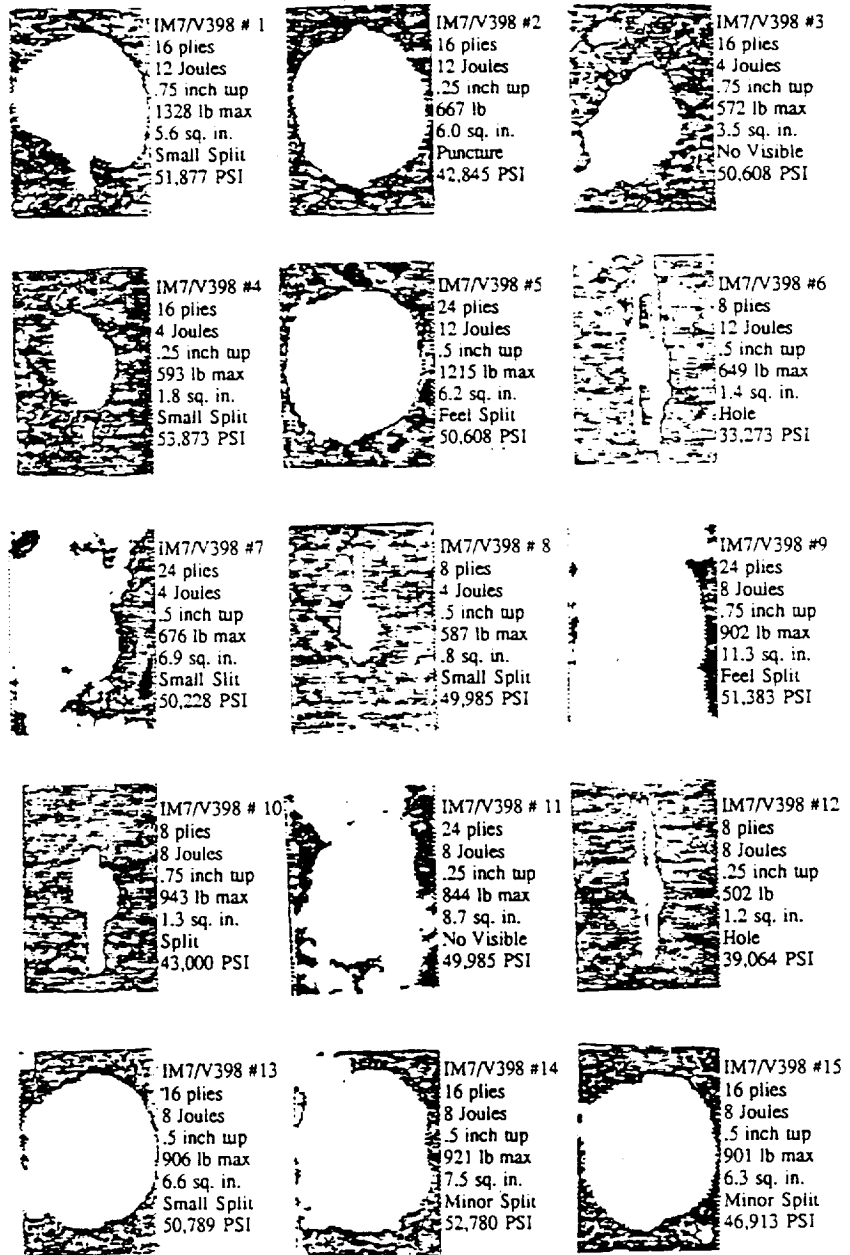 IM7/V398 # 1
16 plies
12 Joules
.75 inch tup
1328 lb max
5.6 sq. in.
Small Split
51,877 PSI
IM7/V398 #2
16 plies
12 Joules
.25 inch tup
667 lb
6.0 sq. in.
Puncture
42,845 PSI
IM7/V398 #3
16 plies
4 Joules
.75 inch tup
572 lb max
3.5 sq. in.
No Visible
50,608 PSI
IM7/V398 #4
16 plies
4 Joules
.25 inch tup
593 lb max
1.8 sq. in.
Small Split
53,873 PSI
IM7/V398 #5
24 plies
12 Joules
.5 inch tup
1215 lb max
6.2 sq. in.
Feel Split
50,608 PSI
IM7/V398 #6
8 plies
12 Joules
.5 inch tup
649 lb max
1.4 sq. in.
Hole
33,273 PSI
IM7/V398 #7
24 plies
4 Joules
.5 inch tup
676 lb max
6.9 sq. in.
Small Slit
50,228 PSI
IM7/V398 # 8
8 plies
4 Joules
.5 inch tup
587 lb max
.8 sq. in.
Small Split
49,985 PSI
IM7/V398 #9
24 plies
8 Joules
.75 inch tup
902 lb max
11.3 sq. in.
Feel Split
51,383 PSI
IM7/V398 # 10
8 plies
8 Joules
.75 inch tup
943 lb max
1.3 sq. in.
Split
43,000 PSI
IM7/V398 # 11
24 plies
8 Joules
.25 inch tup
844 lb max
8.7 sq. in.
No Visible
49,985 PSI
IM7/V398 #12
8 plies
8 Joules
.25 inch tup
502 lb
1.2 sq. in.
Hole
39,064 PSI
IM7/V398 #13
16 plies
8 Joules
.5 inch tup
906 lb max
6.6 sq. in.
Small Split
50,789 PSI
IM7/V398 #14
16 plies
8 Joules
.5 inch tup
921 lb max
7.5 sq. in.
Minor Split
52,780 PSI
IM7/V398 #15
16 plies
8 Joules
.5 inch tup
901 lb max
6.3 sq. in.
Minor Split
46,913 PSI